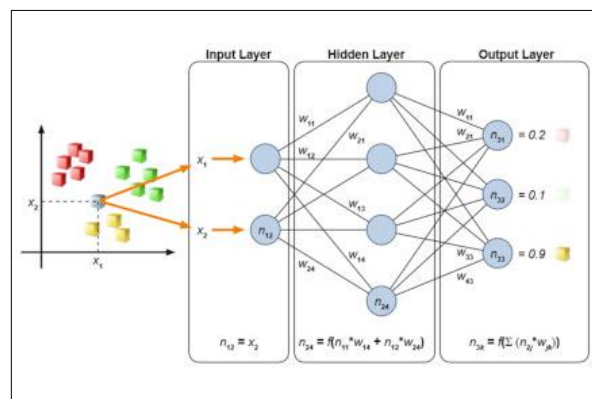 Input Layer
Hidden Layer
Output Layer
w11
w11
w21
w21
n31 = 0.2
x1
w12
x2
n32 = 0.1
w13
x2
n12
n33 = 0.9
w33
x1
w24
w14
w43
n24
n12 = x2
n24 = f(n11*w14 + n12*w24)
n3k = f(Σ (n2j*wjk))